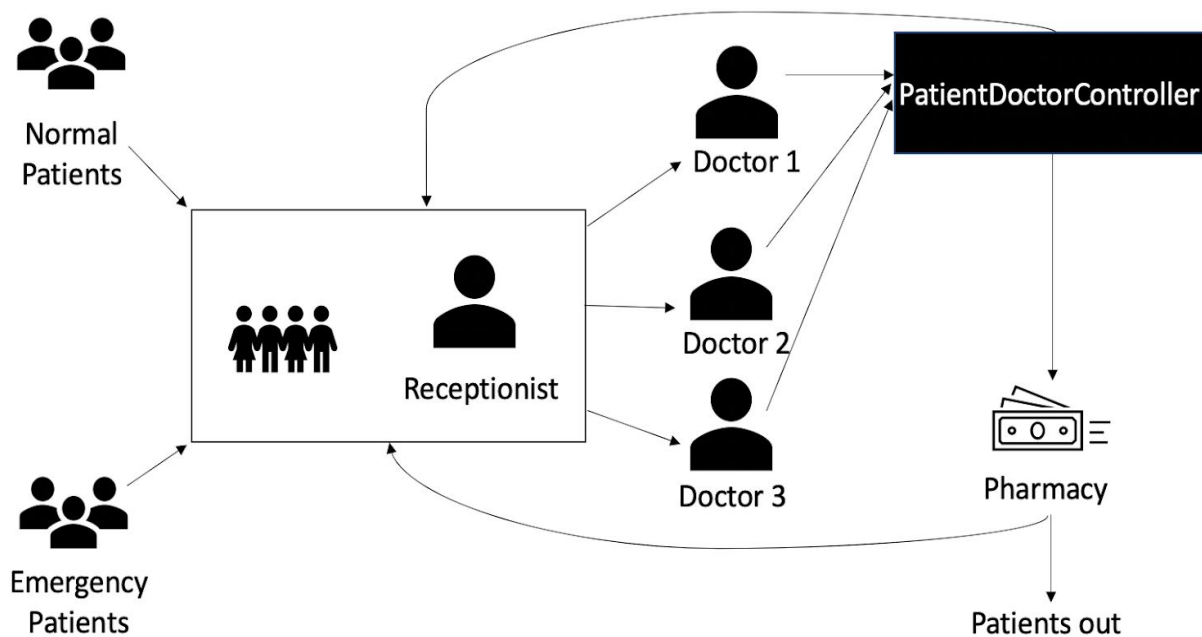 Normal
Patients
Doctor 1
PatientDoctorController
Receptionist
Doctor 2
Doctor 3
Pharmacy
Emergency
Patients
Patients out